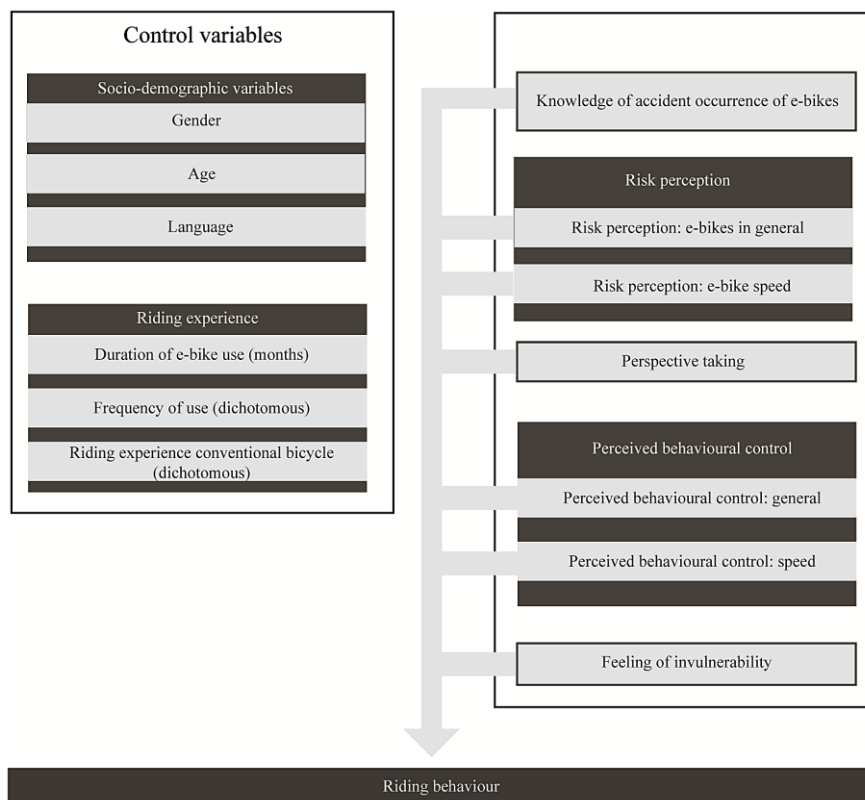 Control variables
Socio-demographic variables
Gender
Age
Language
Riding experience
Duration of e-bike use (months)
Frequency of use (dichotomous)
Riding experience conventional bicycle
(dichotomous)
Knowledge of accident occurrence of e-bikes
Risk perception
Risk perception: e-bikes in general
Risk perception: e-bike speed
Perspective taking
Perceived behavioural control
Perceived behavioural control: general
Perceived behavioural control: speed
Feeling of invulnerability
Riding behaviour